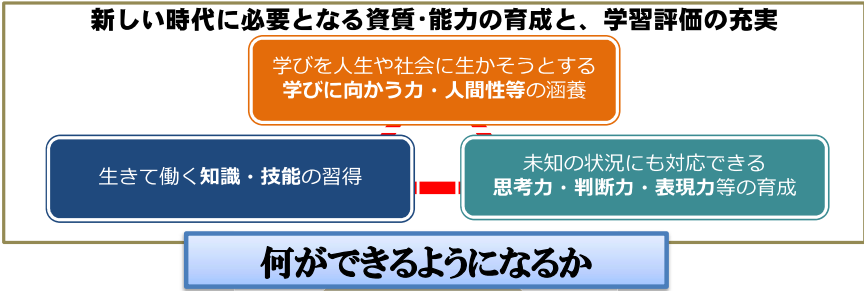 新しい時代に必要となる資質･能力の育成と、学習評価の充実
学びを人生や社会に生かそうとする
学びに向かう力・人間性等の涵養
生きて働く知識・技能の習得
未知の状況にも対応できる
思考力・判断力・表現力等の育成
何ができるようになるか